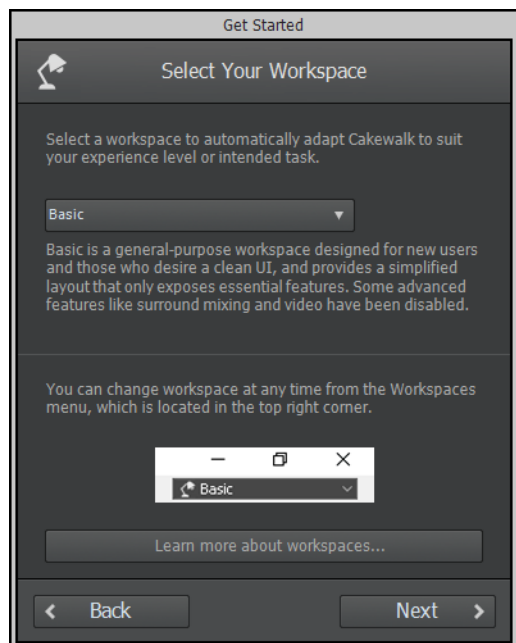 Get Started
Select Your Workspace
Select a workspace to automatically adapt Cakewalk to suit
your experience level or intended task.
Basic
Basic is a general-purpose workspace designed for new users
and those who desire a clean UI, and provides a simplified
layout that only exposes essential features. Some advanced
features like surround mixing and video have been disabled.
You can change workspace at any time from the Workspaces
menu, which is located in the top right corner.
Basic
Learn more about workspaces...
Back
Next